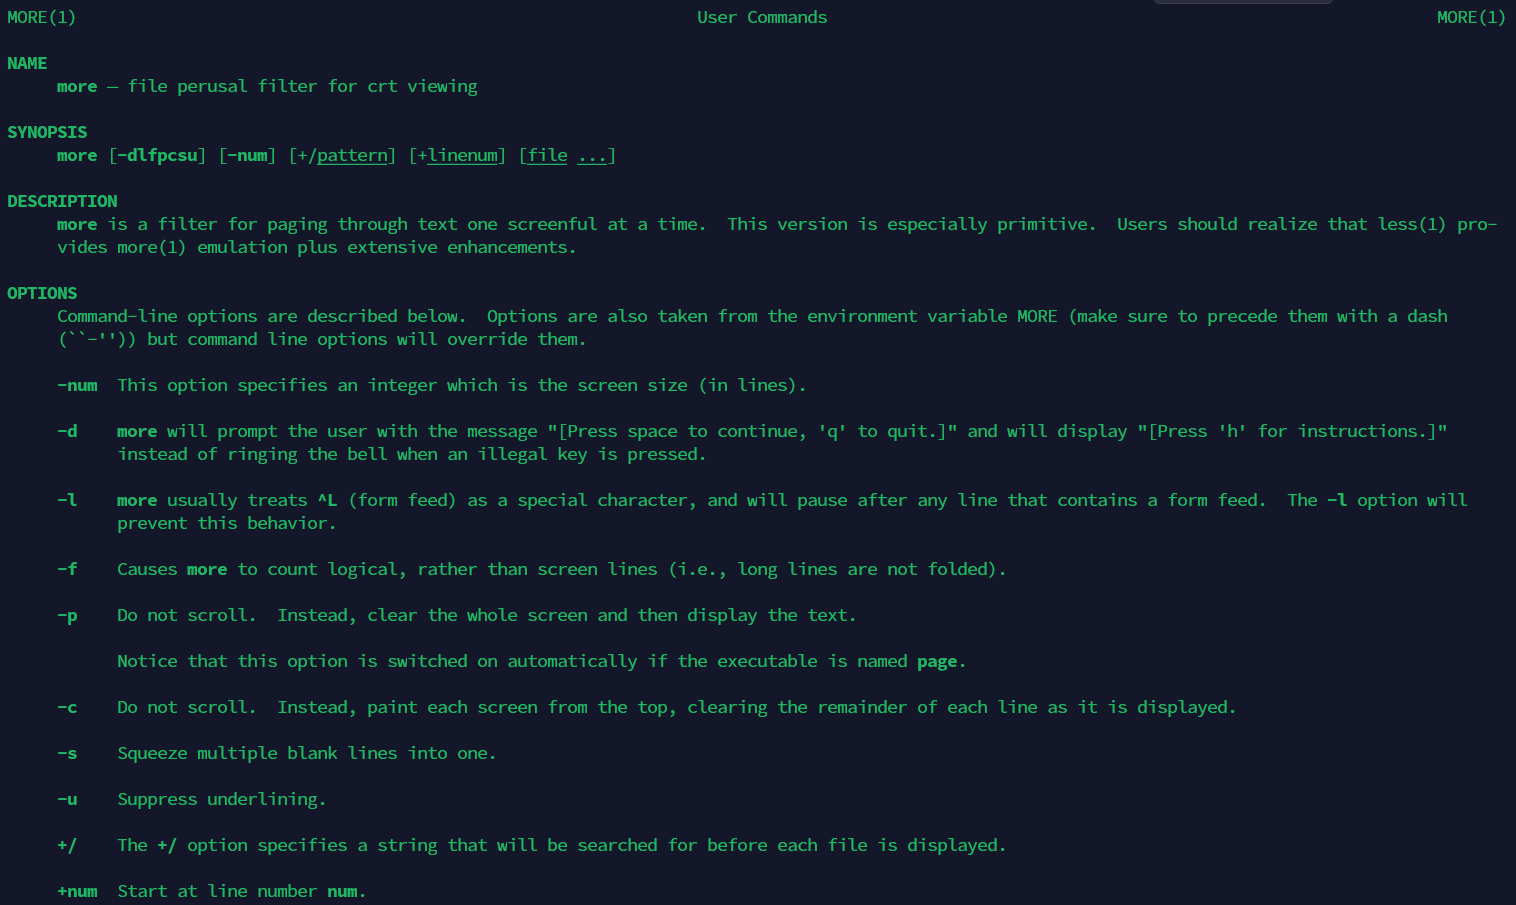 MORE(1) User Commands MORE(1)
NAME
more — file perusal filter for crt viewing
SYNOPSIS
more [-dlfpcsu] [-num] [+/pattern] [+linenum] [file ...]
DESCRIPTION
more is a filter for paging through text one screenful at a time.  This version is especially primitive.  Users should realize that less(1) pro-
vides more(1) emulation plus extensive enhancements.
OPTIONS
Command-line options are described below.  Options are also taken from the environment variable MORE (make sure to precede them with a dash
(``-'')) but command line options will override them.
-num  This option specifies an integer which is the screen size (in lines).
-d    more will prompt the user with the message "[Press space to continue, 'q' to quit.]" and will display "[Press 'h' for instructions.]"
instead of ringing the bell when an illegal key is pressed.
-l    more usually treats ^L (form feed) as a special character, and will pause after any line that contains a form feed.  The -l option will
prevent this behavior.
-f    Causes more to count logical, rather than screen lines (i.e., long lines are not folded).
-p    Do not scroll.  Instead, clear the whole screen and then display the text.
Notice that this option is switched on automatically if the executable is named page.
-c    Do not scroll.  Instead, paint each screen from the top, clearing the remainder of each line as it is displayed.
-s    Squeeze multiple blank lines into one.
-u    Suppress underlining.
+/    The +/ option specifies a string that will be searched for before each file is displayed.
+num  Start at line number num.